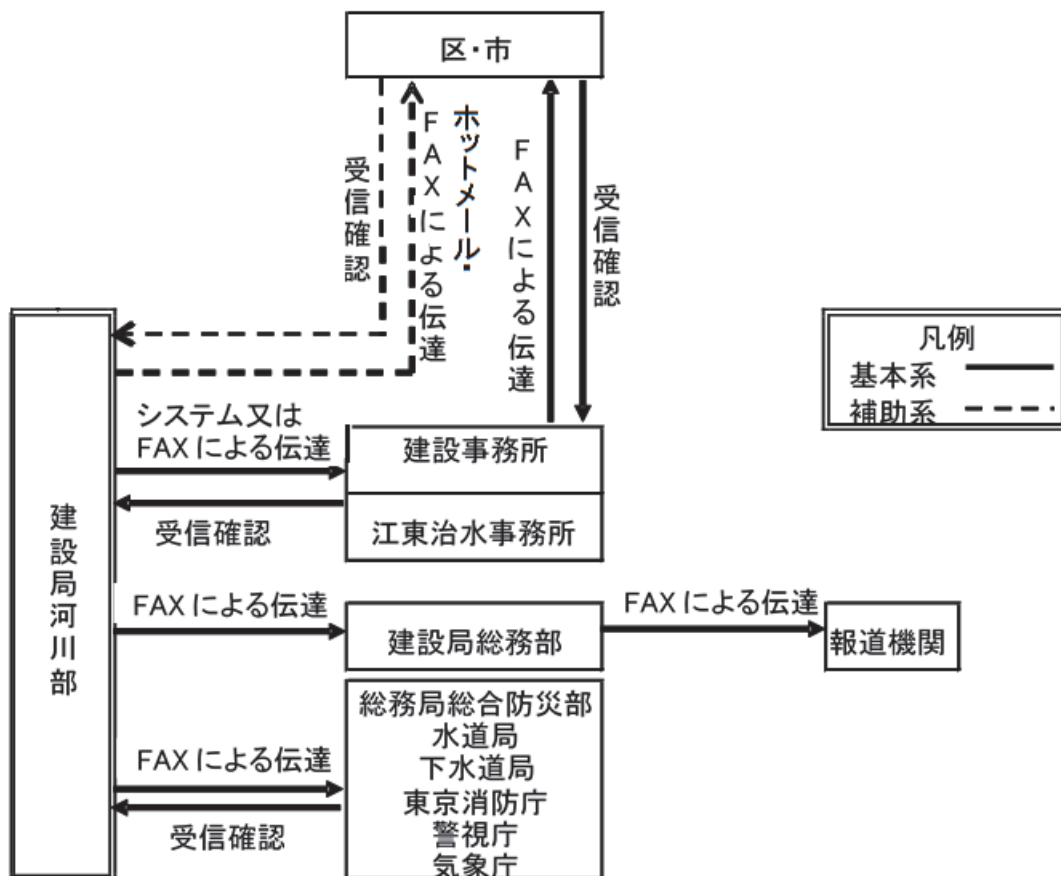 区・市
受信確認
FAXによる伝達
ホットメール・
FAXによる伝達
受信確認
凡例
基本系
補助系
システム又は
FAXによる伝達
建設事務所
受信確認
江東治水事務所
建設局河川部
FAXによる伝達
建設局総務部
FAXによる伝達
報道機関
総務局総合防災部
水道局
下水道局
東京消防庁
警視庁
気象庁
FAXによる伝達
受信確認